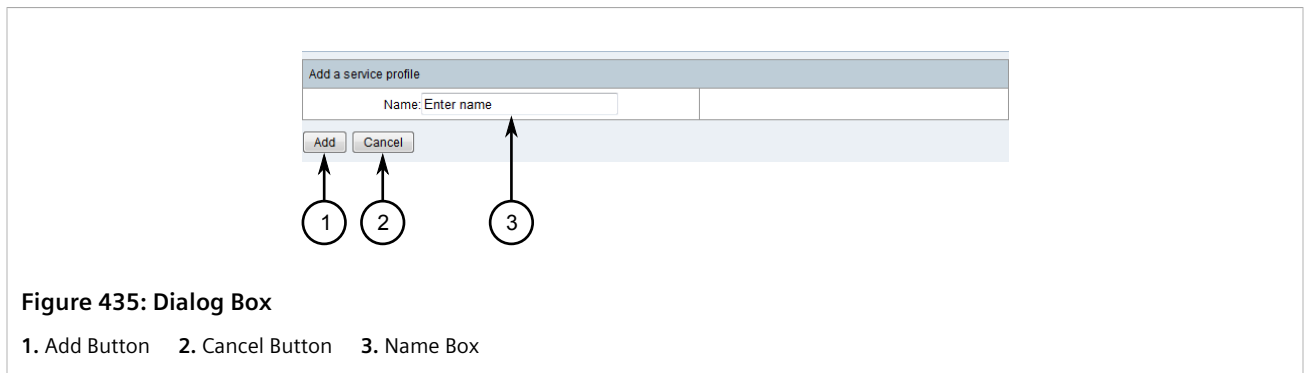 Add a service profile
Name: Enter name
Add Cancel
1 2 3
Figure 435: Dialog Box
1. Add Button 2. Cancel Button 3. Name Box